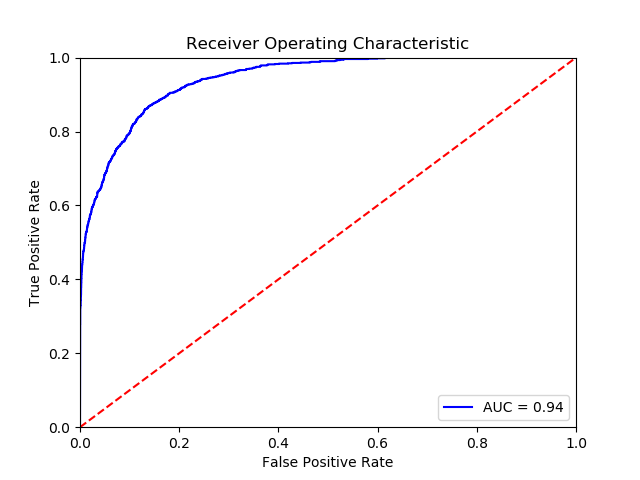 Receiver Operating Characteristic
1.0
0.8
0.6
0.4
0.2
0.0
True Positive Rate
AUC = 0.94
0.0 0.2 0.4 0.6 0.8 1.0
False Positive Rate